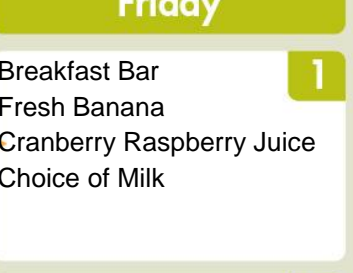 Friday
1
Breakfast Bar
Fresh Banana
Cranberry Raspberry Juice
Choice of Milk